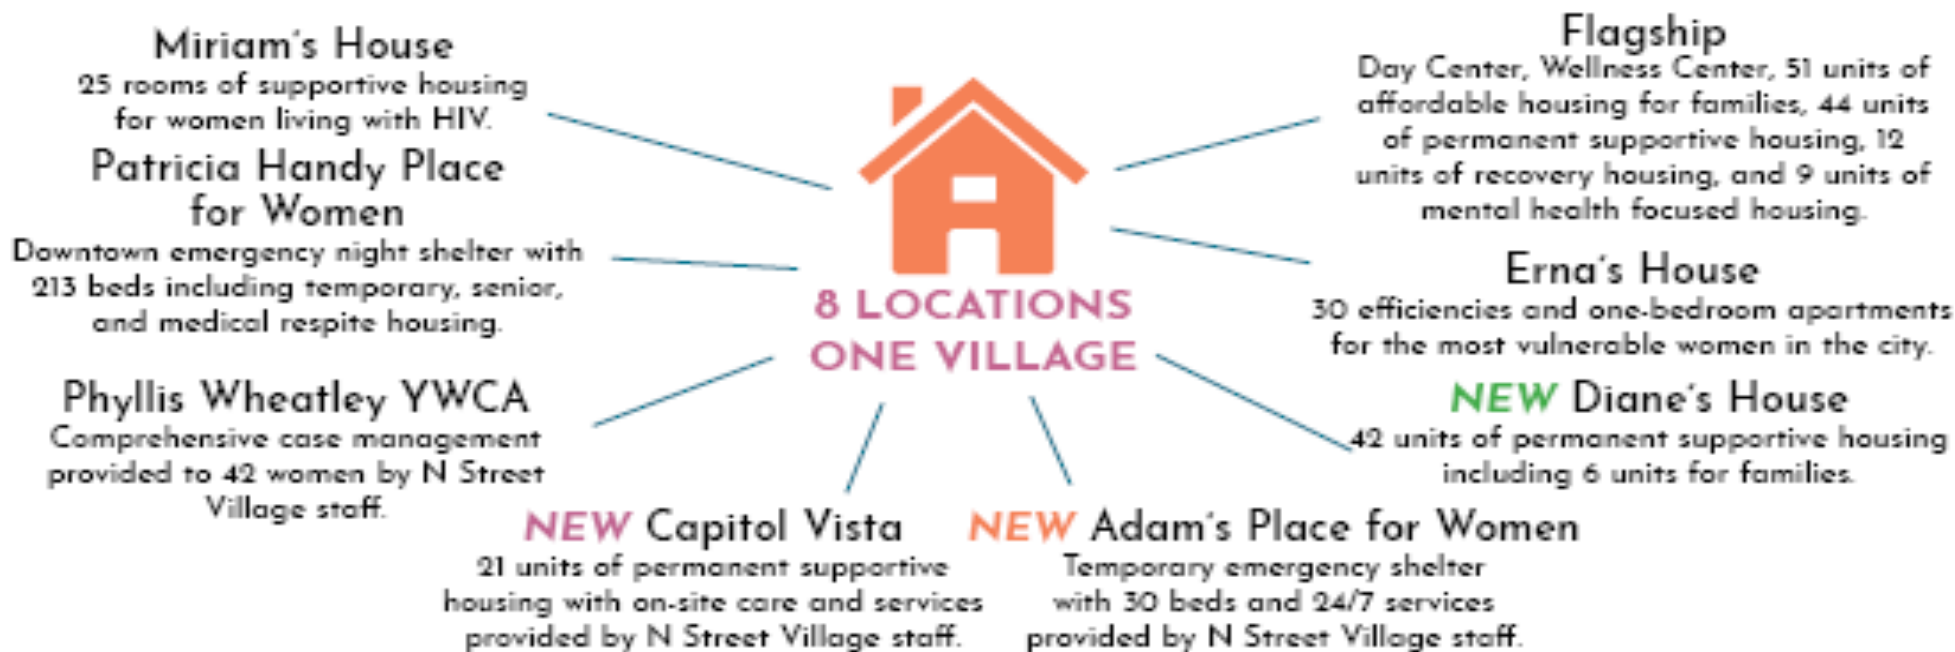 Miriam's House
25 rooms of supportive housing
for women living with HIV.
Patricia Handy Place
for Women
Downtown emergency night shelter with
213 beds including temporary, senior,
and medical respite housing.
Phyllis Wheatley YWCA
Comprehensive case management
provided to 42 women by N Street
Village staff.
8 LOCATIONS
ONE VILLAGE
NEW Capitol Vista
21 units of permanent supportive
housing with on-site care and services
provided by N Street Village staff.
NEW Adam's Place for Women
Temporary emergency shelter
with 30 beds and 24/7 services
provided by N Street Village staff.
Flagship
Day Center, Wellness Center, 51 units of
affordable housing for families, 44 units
of permanent supportive housing, 12
units of recovery housing, and 9 units of
mental health focused housing.
Erna's House
30 efficiencies and one-bedroom apartments
for the most vulnerable women in the city.
NEW Diane's House
42 units of permanent supportive housing
including 6 units for families.